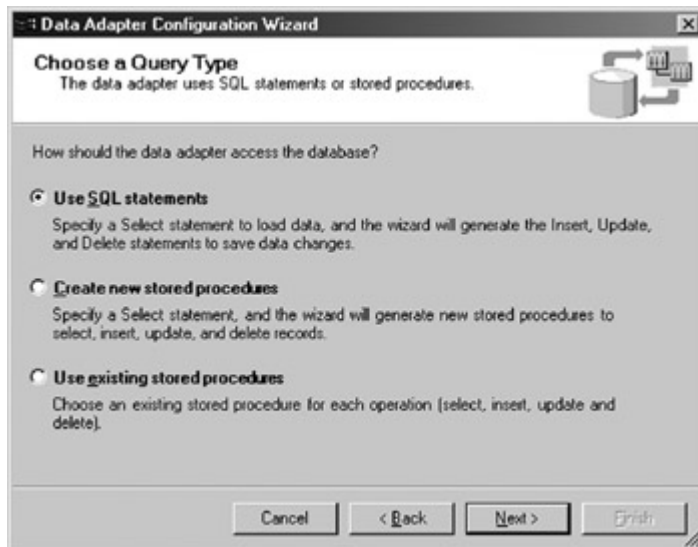 Data Adapter Configuration Wizard
Choose a Query Type
The data adapter uses SQL statements or stored procedures.
How should the data adapter access the database?
Use SQL statements
Specify a Select statement to load data, and the wizard will generate the Insert, Update,
and Delete statements to save data changes.
Create new stored procedures
Specify a Select statement, and the wizard will generate new stored procedures to
select, insert, update, and delete records.
Use existing stored procedures
Choose an existing stored procedure for each operation (select, insert, update and
delete).
Cancel
< Back
Next >
Finish